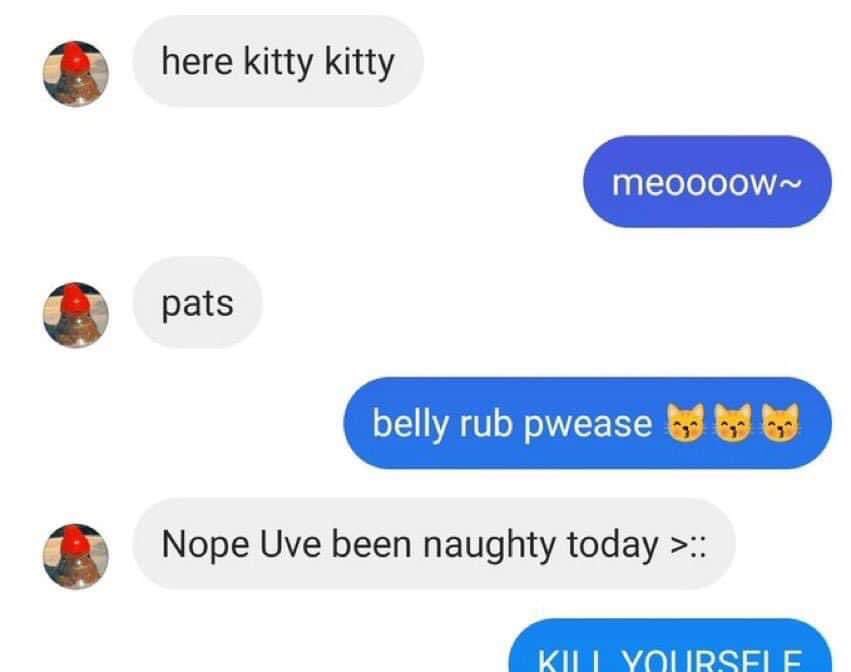 here kitty kitty
meoooow~
pats
belly rub pwease 😽😽😽
Nope Uve been naughty today >::
KILL YOURSELF